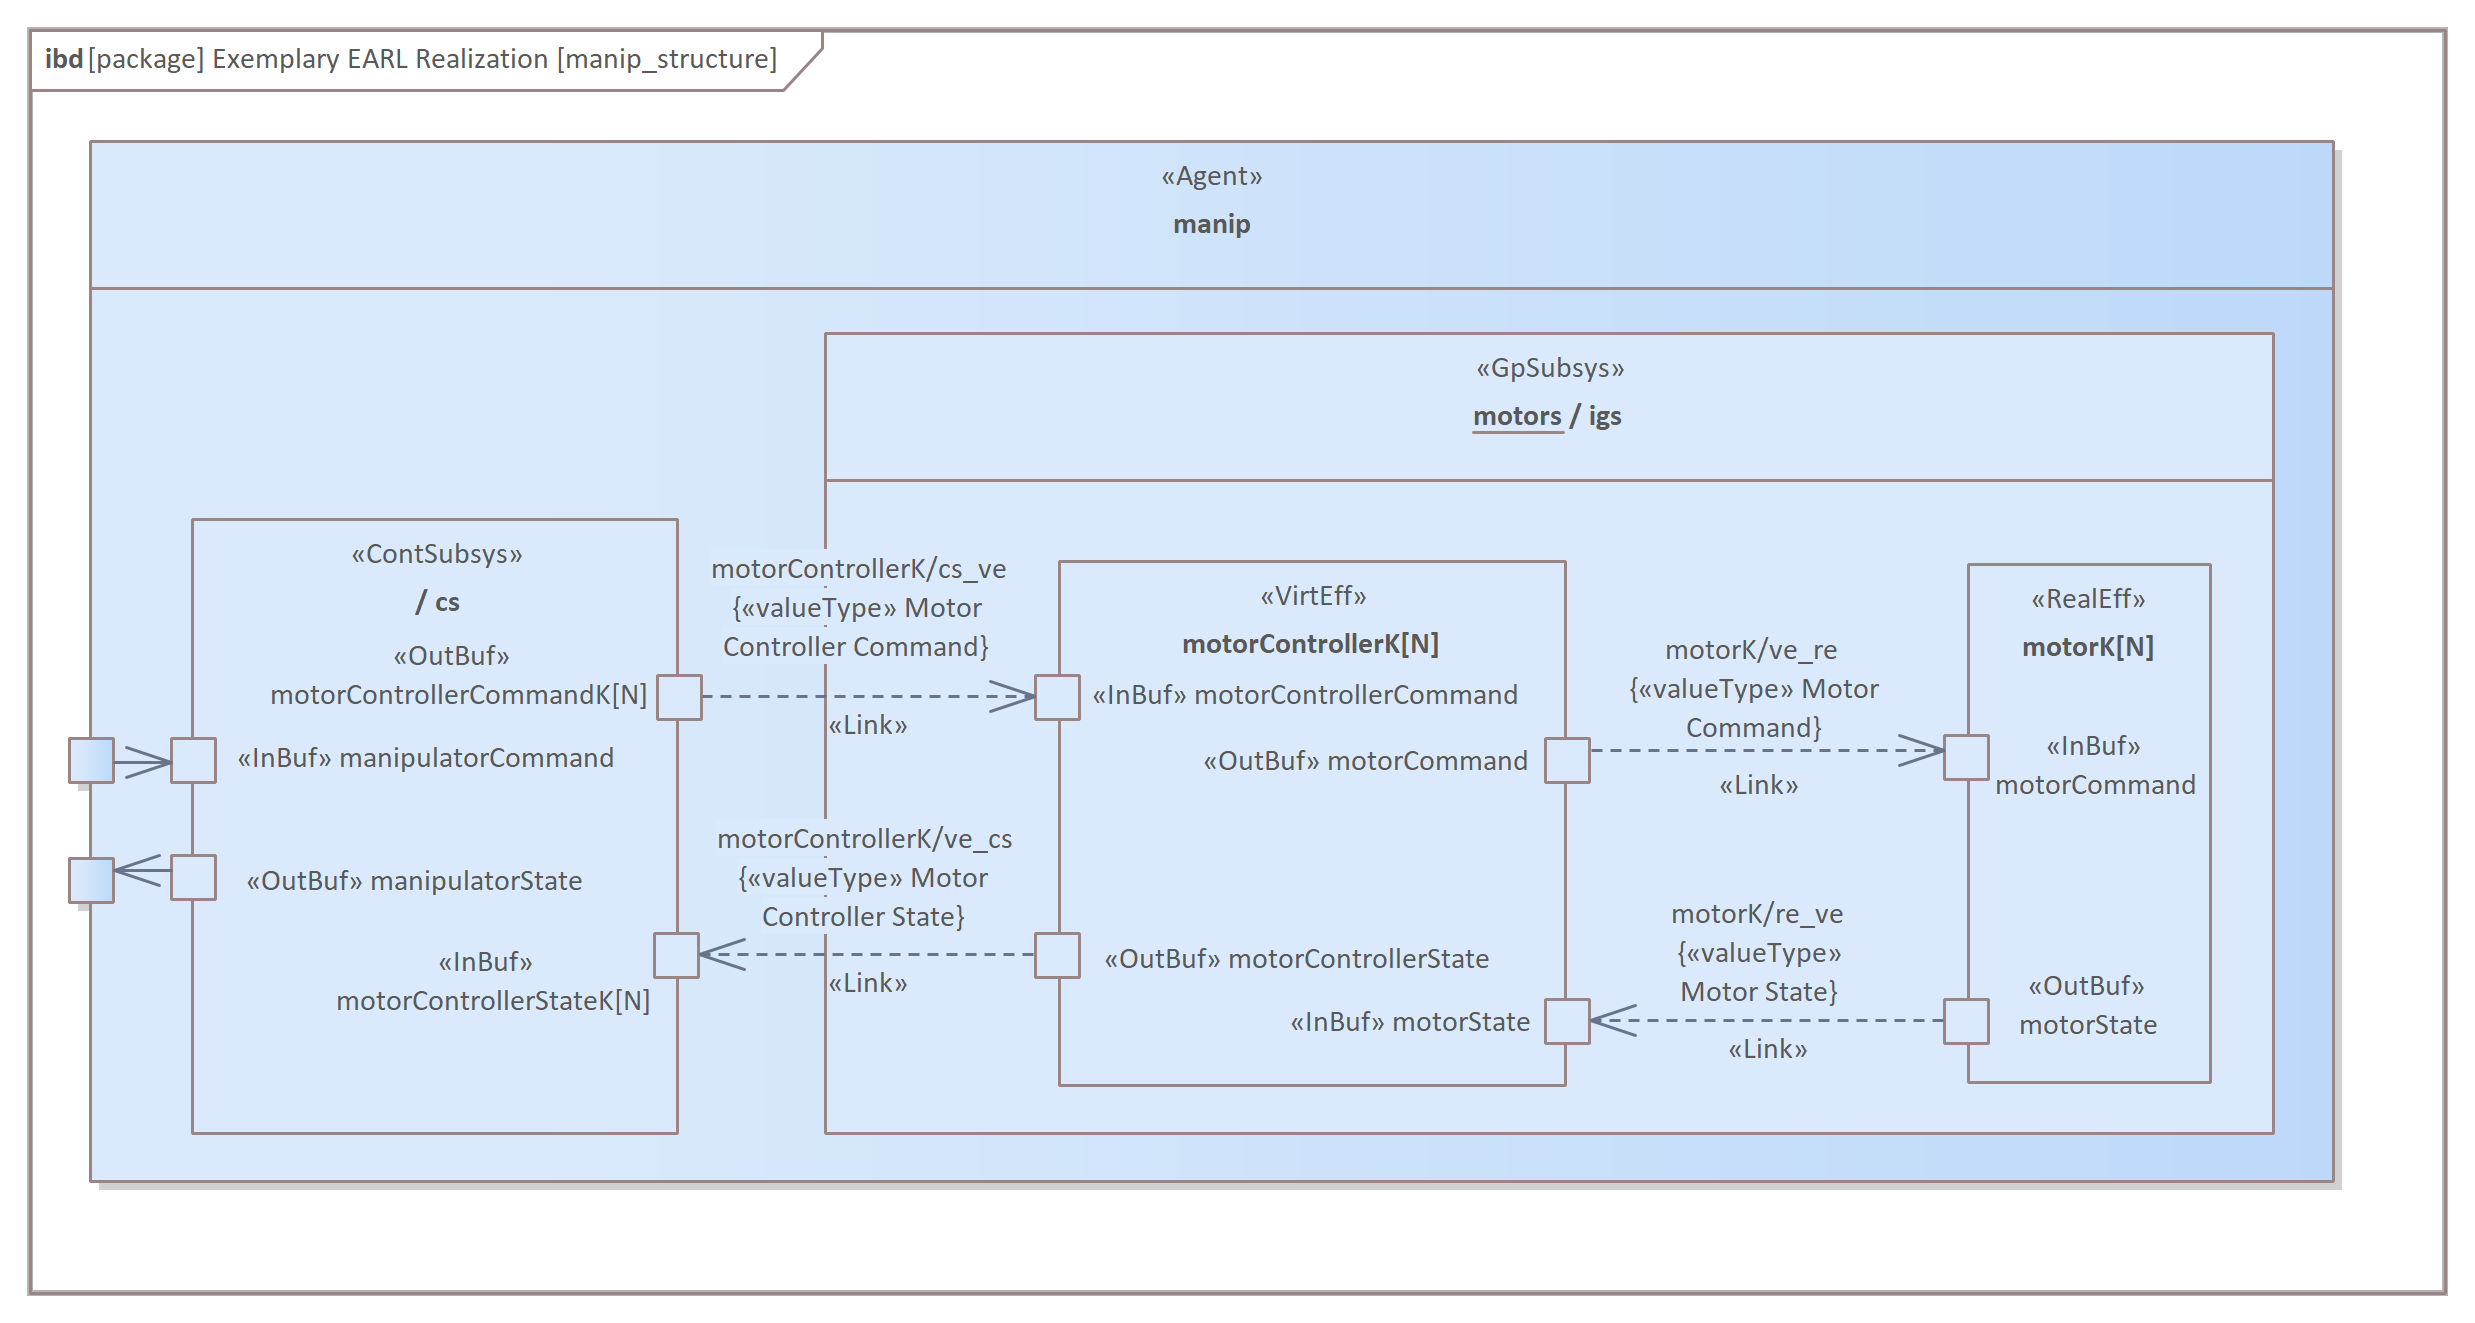 ibd [package] Exemplary EARL Realization [manip_structure]
«Agent»
manip
«GpSubsys»
motors / igs
«ContSubsys»
/ cs
«OutBuf»
motorControllerCommandK[N]
«InBuf» manipulatorCommand
«OutBuf» manipulatorState
«InBuf»
motorControllerStateK[N]
motorControllerK/cs_ve
{«valueType» Motor
Controller Command}
«Link»
motorControllerK/ve_cs
{«valueType» Motor
Controller State}
«Link»
«VirtEff»
motorControllerK[N]
«InBuf» motorControllerCommand
«OutBuf» motorCommand
«OutBuf» motorControllerState
«InBuf» motorState
motorK/ve_re
{«valueType» Motor
Command}
«Link»
motorK/re_ve
{«valueType»
Motor State}
«Link»
«RealEff»
motorK[N]
«InBuf»
motorCommand
«OutBuf»
motorState